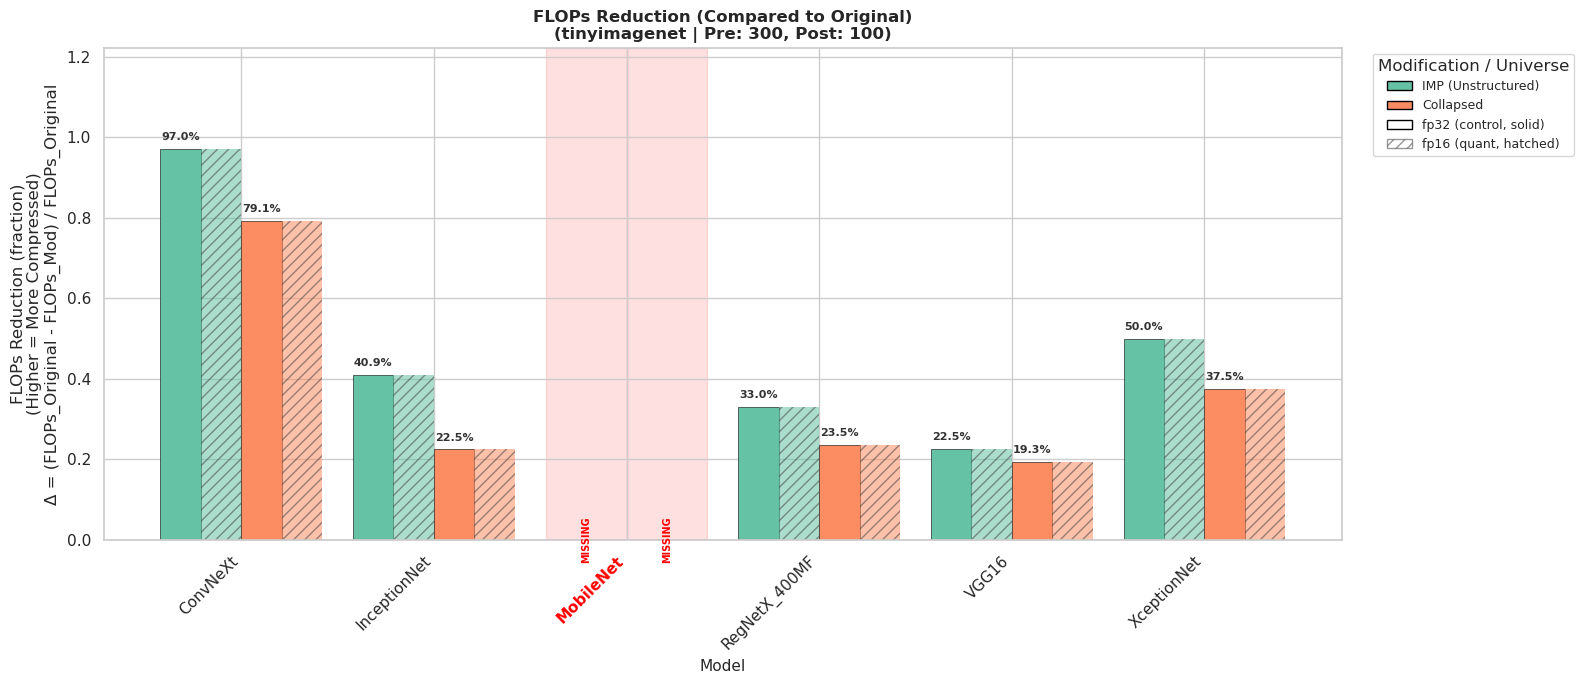 FLOPs Reduction (Compared to Original)
(tinyimagenet | Pre: 300, Post: 100)
FLOPs Reduction (fraction)
(Higher = More Compressed)
Δ = (FLOPs_Original - FLOPs_Mod) / FLOPs_Original
1.2
1.0
0.8
0.6
0.4
0.2
0.0
97.0%
79.1%
40.9%
22.5%
MISSING
MISSING
33.0%
23.5%
22.5%
19.3%
50.0%
37.5%
ConvNeXt
InceptionNet
MobileNet
RegNetX_400MF
VGG16
XceptionNet
Model
Modification / Universe
IMP (Unstructured)
Collapsed
fp32 (control, solid)
fp16 (quant, hatched)